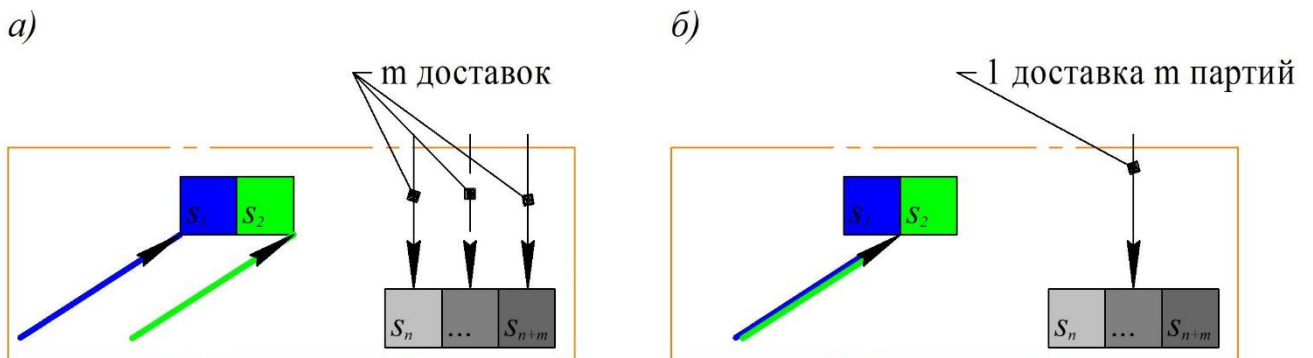 а)
б)
m доставок
1 доставка m партий
s₁ s₂
s₁ s₂
sₙ ... sₙ₊ₘ
sₙ ... sₙ₊ₘ